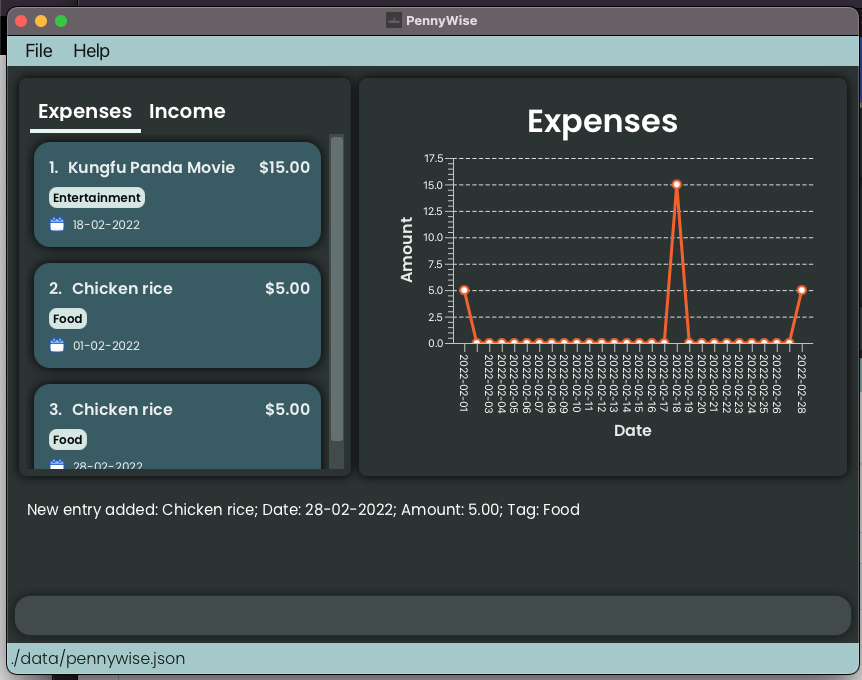 PennyWise
File Help
Expenses Income
1. Kungfu Panda Movie $15.00
Entertainment
18-02-2022
2. Chicken rice $5.00
Food
01-02-2022
3. Chicken rice $5.00
Food
28-02-2022
Expenses
Amount
17.5
15.0
12.5
10.0
7.5
5.0
2.5
0.0
2022-02-01
2022-02-03
2022-02-04
2022-02-05
2022-02-06
2022-02-07
2022-02-08
2022-02-09
2022-02-10
2022-02-11
2022-02-12
2022-02-13
2022-02-14
2022-02-15
2022-02-16
2022-02-17
2022-02-18
2022-02-19
2022-02-20
2022-02-21
2022-02-22
2022-02-23
2022-02-24
2022-02-25
2022-02-26
2022-02-28
Date
New entry added: Chicken rice; Date: 28-02-2022; Amount: 5.00; Tag: Food
./data/pennywise.json